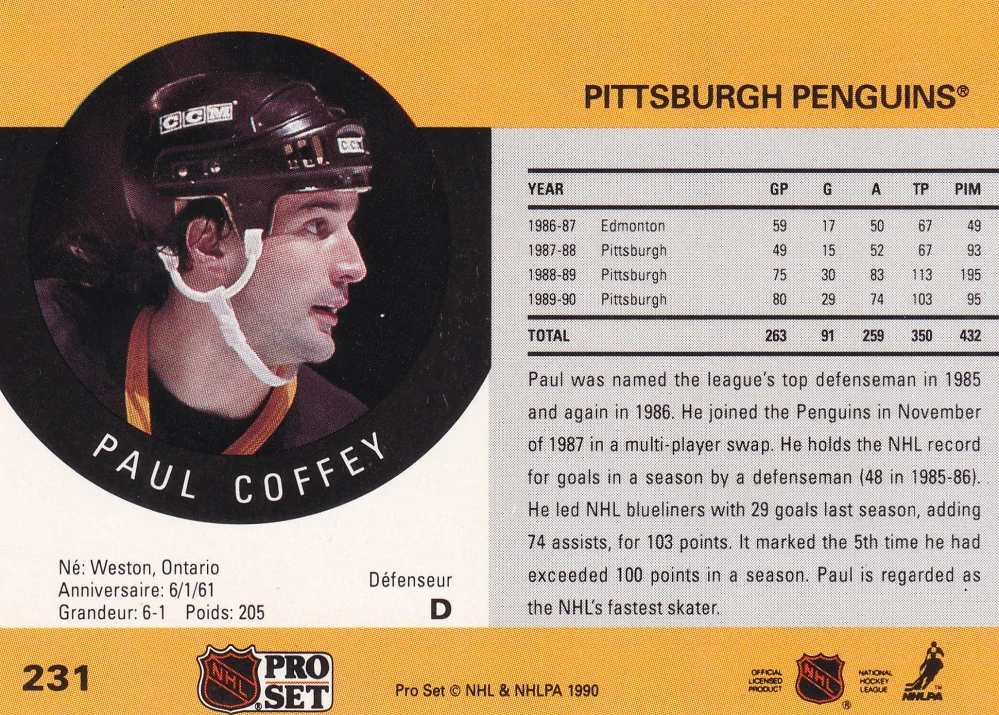 CCM
CCM
PITTSBURGH PENGUINS®
YEAR GP G A TP PIM
1986-87 Edmonton 59 17 50 67 49
1987-88 Pittsburgh 49 15 52 67 93
1988-89 Pittsburgh 75 30 83 113 195
1989-90 Pittsburgh 80 29 74 103 95
TOTAL 263 91 259 350 432
Paul was named the league's top defenseman in 1985
and again in 1986. He joined the Penguins in November
of 1987 in a multi-player swap. He holds the NHL record
for goals in a season by a defenseman (48 in 1985-86).
He led NHL blueliners with 29 goals last season, adding
74 assists, for 103 points. It marked the 5th time he had
exceeded 100 points in a season. Paul is regarded as
the NHL's fastest skater.
PAUL COFFEY
Né: Weston, Ontario
Anniversaire: 6/1/61
Grandeur: 6-1 Poids: 205
Défenseur
D
231
NHL
PRO
SET
®
Pro Set © NHL & NHLPA 1990
OFFICIAL
LICENSED
PRODUCT
NHL
®
NATIONAL
HOCKEY
LEAGUE
NHLPA
™